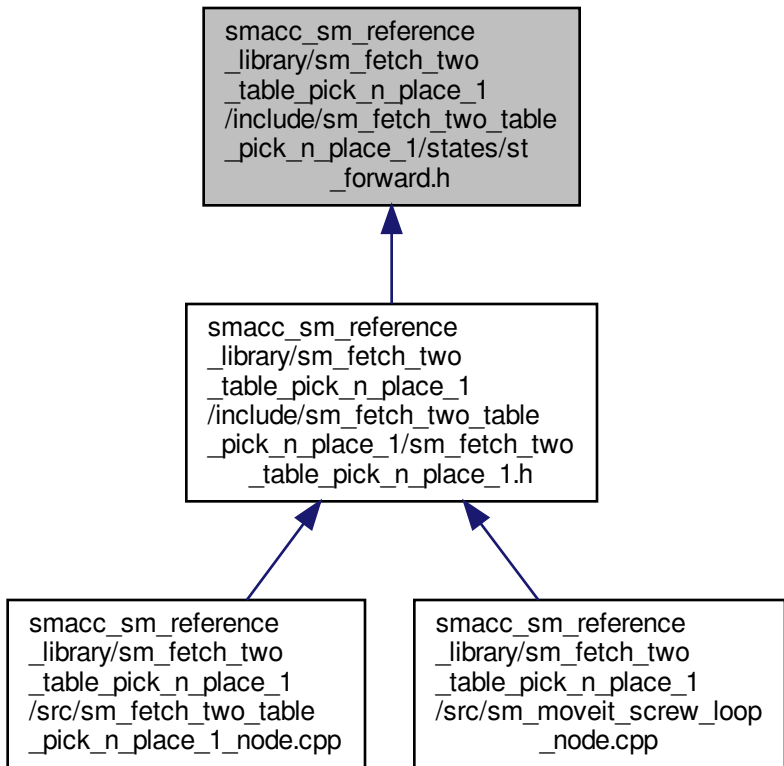 smacc_sm_reference
_library/sm_fetch_two
_table_pick_n_place_1
/include/sm_fetch_two_table
_pick_n_place_1/states/st
_forward.h
smacc_sm_reference
_library/sm_fetch_two
_table_pick_n_place_1
/include/sm_fetch_two_table
_pick_n_place_1/sm_fetch_two
_table_pick_n_place_1.h
smacc_sm_reference
_library/sm_fetch_two
_table_pick_n_place_1
/src/sm_fetch_two_table
_pick_n_place_1_node.cpp
smacc_sm_reference
_library/sm_fetch_two
_table_pick_n_place_1
/src/sm_moveit_screw_loop
_node.cpp